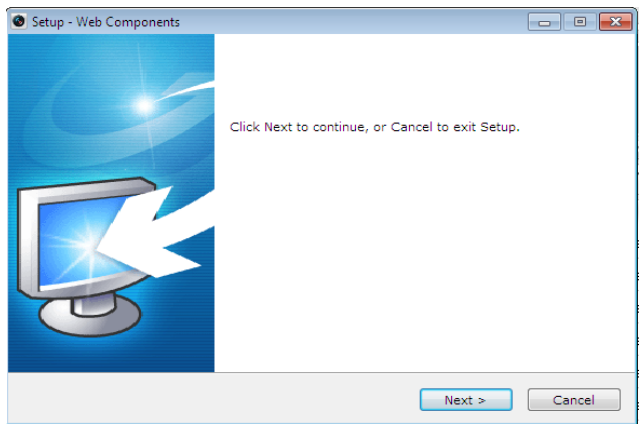 Setup - Web Components
Click Next to continue, or Cancel to exit Setup.
Next >
Cancel